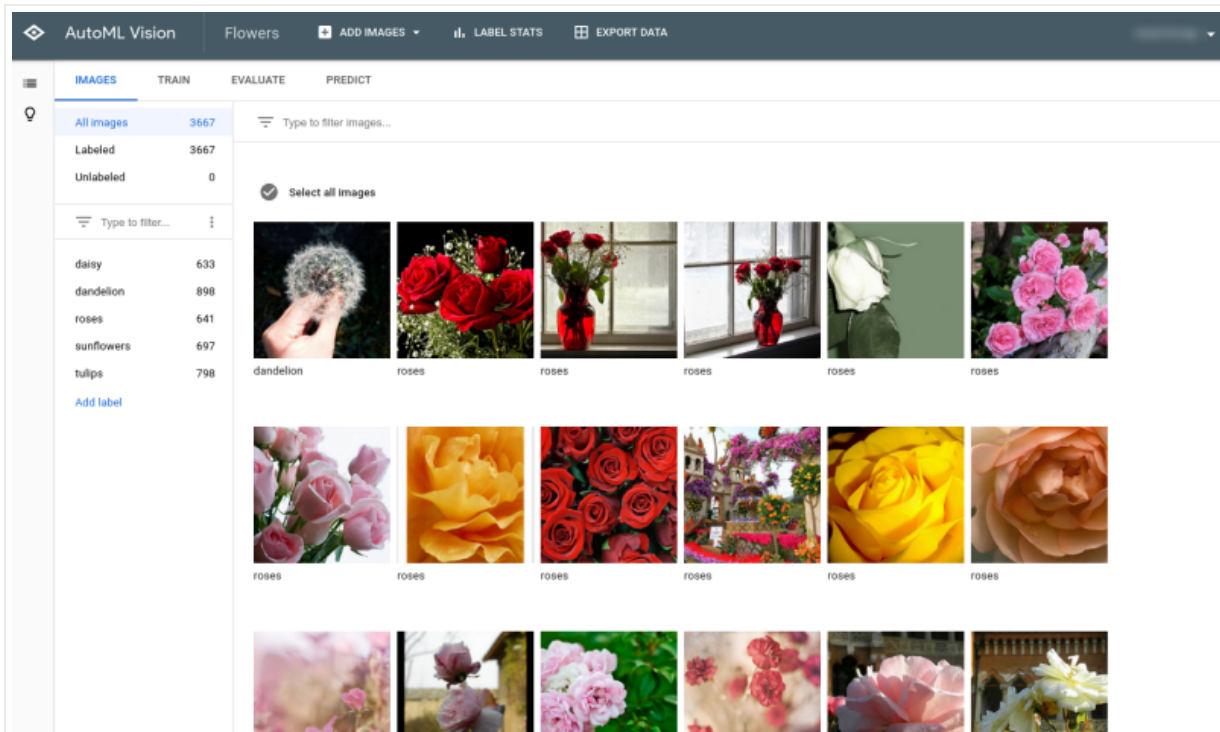 AutoML Vision Flowers ADD IMAGES LABEL STATS EXPORT DATA
IMAGES TRAIN EVALUATE PREDICT
All images 3667
Type to filter images...
Labeled 3667
Unlabeled 0
Select all images
Type to filter...
daisy 633
dandelion 898
roses 641
sunflowers 697
tulips 798
Add label
dandelion roses roses roses roses roses
roses roses roses roses roses roses